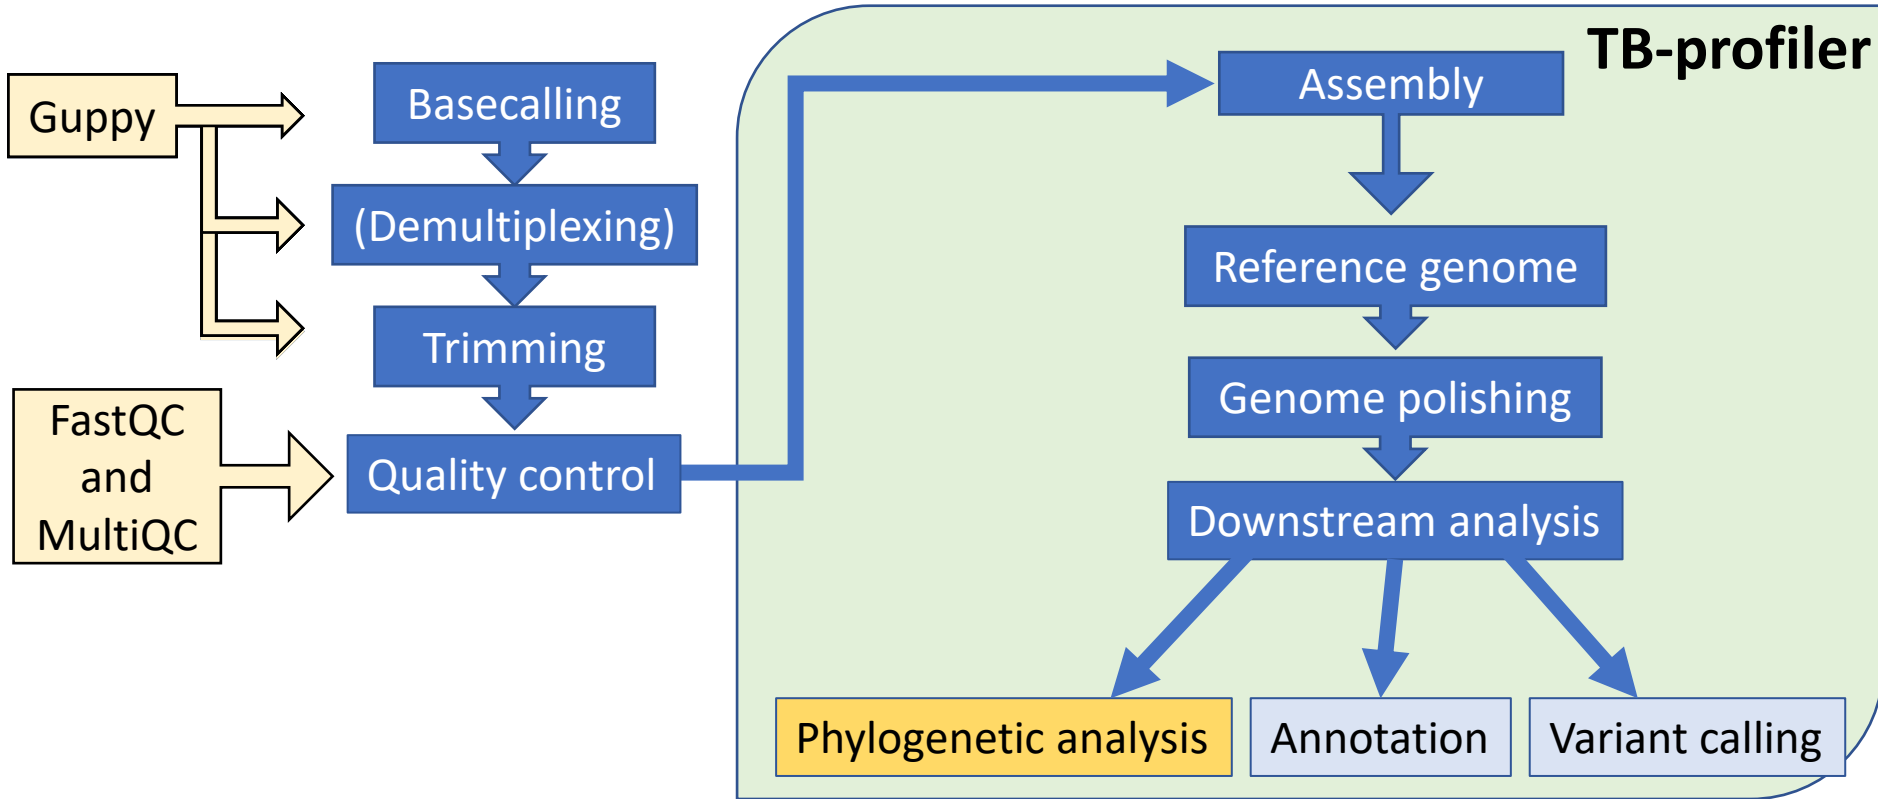 Guppy
FastQC
and
MultiQC
Basecalling
(Demultiplexing)
Trimming
Quality control
TB-profiler
Assembly
Reference genome
Genome polishing
Downstream analysis
Phylogenetic analysis
Annotation
Variant calling